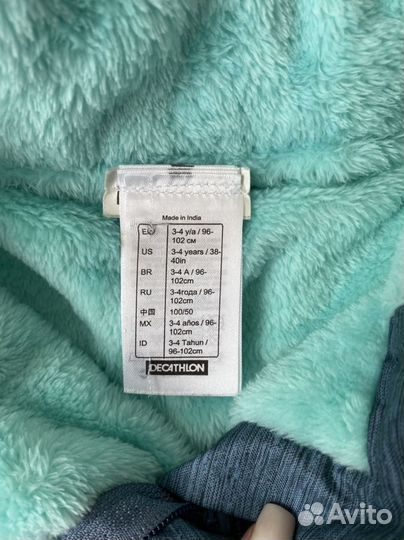 Made in India
EU 3-4 y/a / 96-
102 см
US 3-4 years / 38-
40in
BR 3-4 A / 96-
102cm
RU 3-4года / 96-
102cm
中国 100/50
MX 3-4 años / 96-
102cm
ID 3-4 Tahun /
96-102cm
DECATHLON
Avito